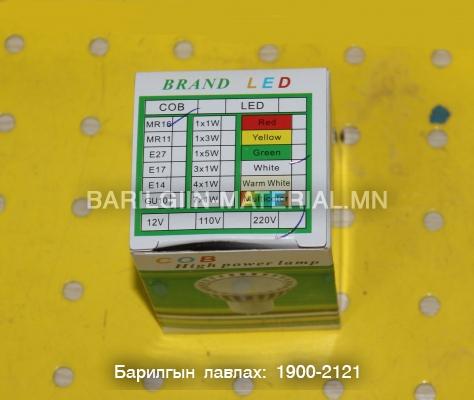 BRAND LED
COB LED
MR16 1x1W Red
MR11 1x3W Yellow
E27 1x5W Green
E17 3x1W White
E14 4x1W Warm White
GU10
12V 110V 220V
BARILGIIN MATERIAL.MN
COB
High power lamp
Барилгын лавлах: 1900-2121